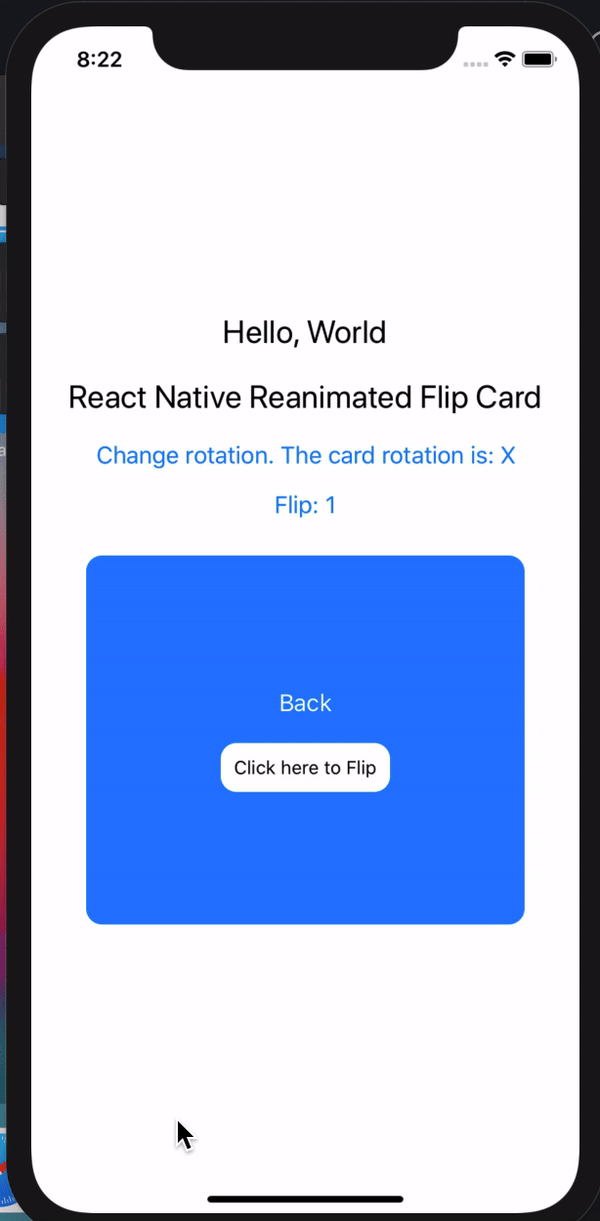 8:22
Hello, World
React Native Reanimated Flip Card
Change rotation. The card rotation is: X
Flip: 1
Back
Click here to Flip